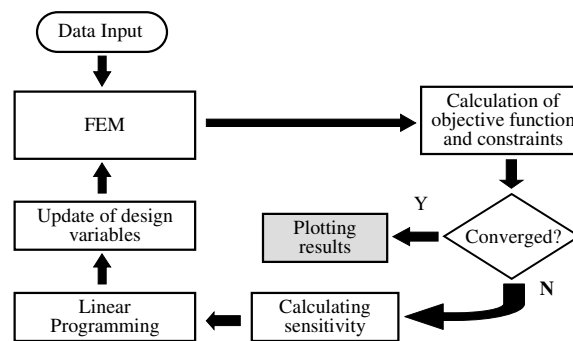 Data Input
FEM
Calculation of
objective function
and constraints
Update of design
variables
Y
Plotting
results
Converged?
N
Linear
Programming
Calculating
sensitivity